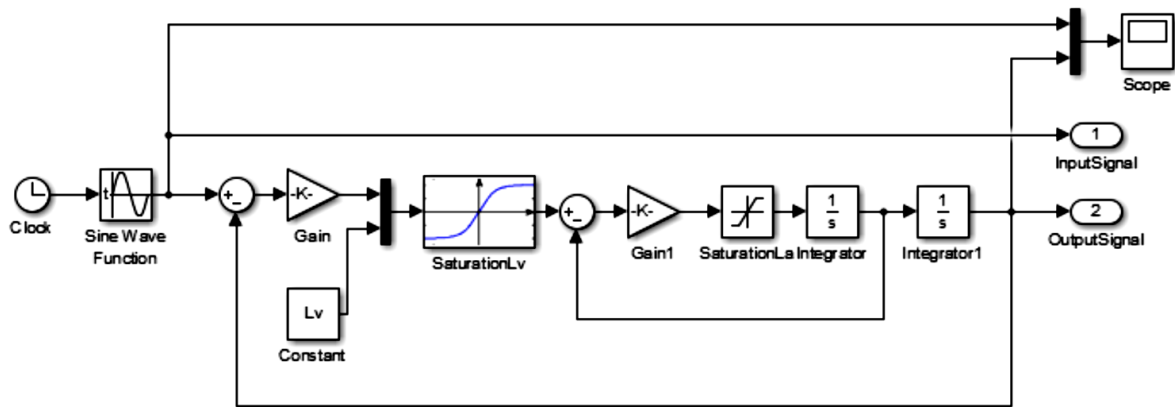 Scope
1
InputSignal
Clock
t
Sine Wave
Function
+
-
-K-
Gain
Lv
Constant
SaturationLv
+
-
-K-
Gain1
SaturationLa
1
s
Integrator
1
s
Integrator1
2
OutputSignal